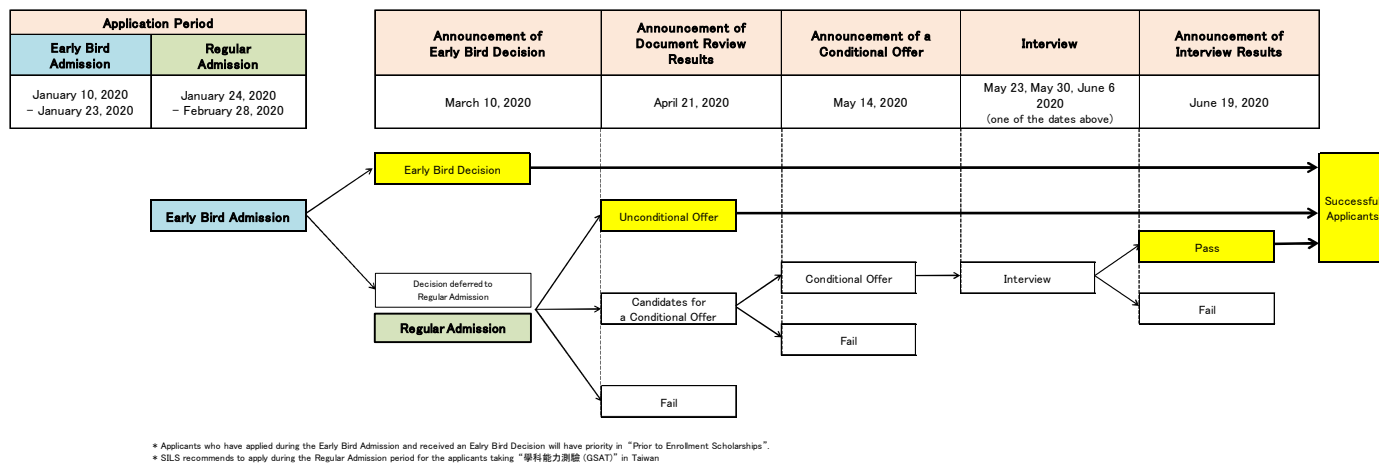 Application Period
Early Bird
Admission
Regular
Admission
January 10, 2020
- January 23, 2020
January 24, 2020
- February 28, 2020
Announcement of
Early Bird Decision
Announcement of
Document Review
Results
Announcement of a
Conditional Offer
Interview
Announcement of
Interview Results
March 10, 2020
April 21, 2020
May 14, 2020
May 23, May 30, June 6
2020
(one of the dates above)
June 19, 2020
Early Bird Decision
Early Bird Admission
Unconditional Offer
Successfu
Applicants
Pass
Decision deferred to
Regular Admission
Conditional Offer
Interview
Candidates for
a Conditional Offer
Fail
Regular Admission
Fail
Fail
* Applicants who have applied during the Early Bird Admission and received an Ealry Bird Decision will have priority in "Prior to Enrollment Scholarships".
* SILS recommends to apply during the Regular Admission period for the applicants taking "學科能力測驗 (GSAT)" in Taiwan